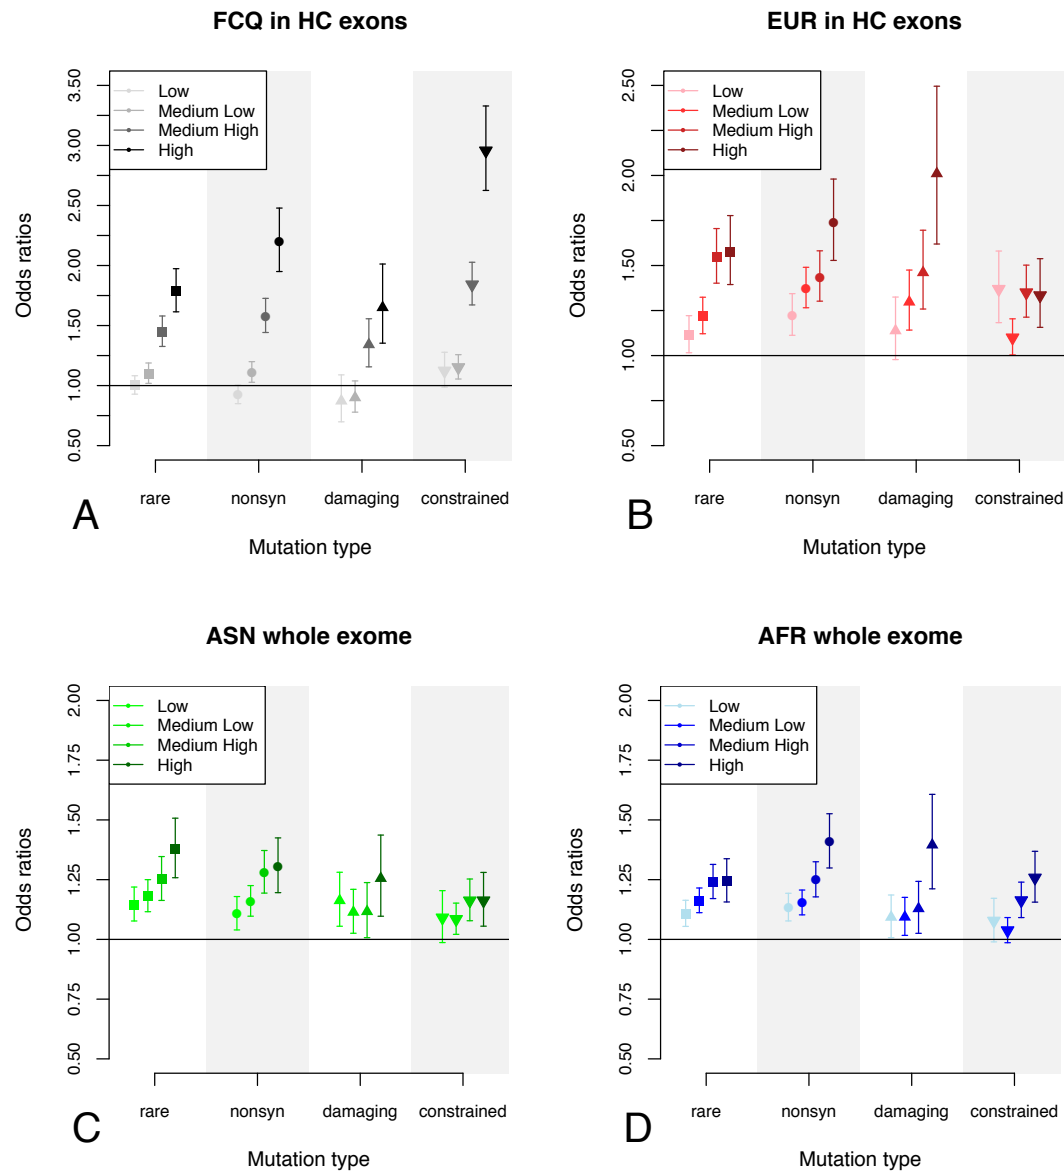 FCQ in HC exons
Odds ratios
3.50
3.00
2.50
2.00
1.50
1.00
0.50
Low
Medium Low
Medium High
High
rare nonsyn damaging constrained
A
Mutation type
EUR in HC exons
Odds ratios
2.50
2.00
1.50
1.00
0.50
Low
Medium Low
Medium High
High
rare nonsyn damaging constrained
B
Mutation type
ASN whole exome
Odds ratios
2.00
1.75
1.50
1.25
1.00
0.75
0.50
Low
Medium Low
Medium High
High
rare nonsyn damaging constrained
C
Mutation type
AFR whole exome
Odds ratios
2.00
1.75
1.50
1.25
1.00
0.75
0.50
Low
Medium Low
Medium High
High
rare nonsyn damaging constrained
D
Mutation type